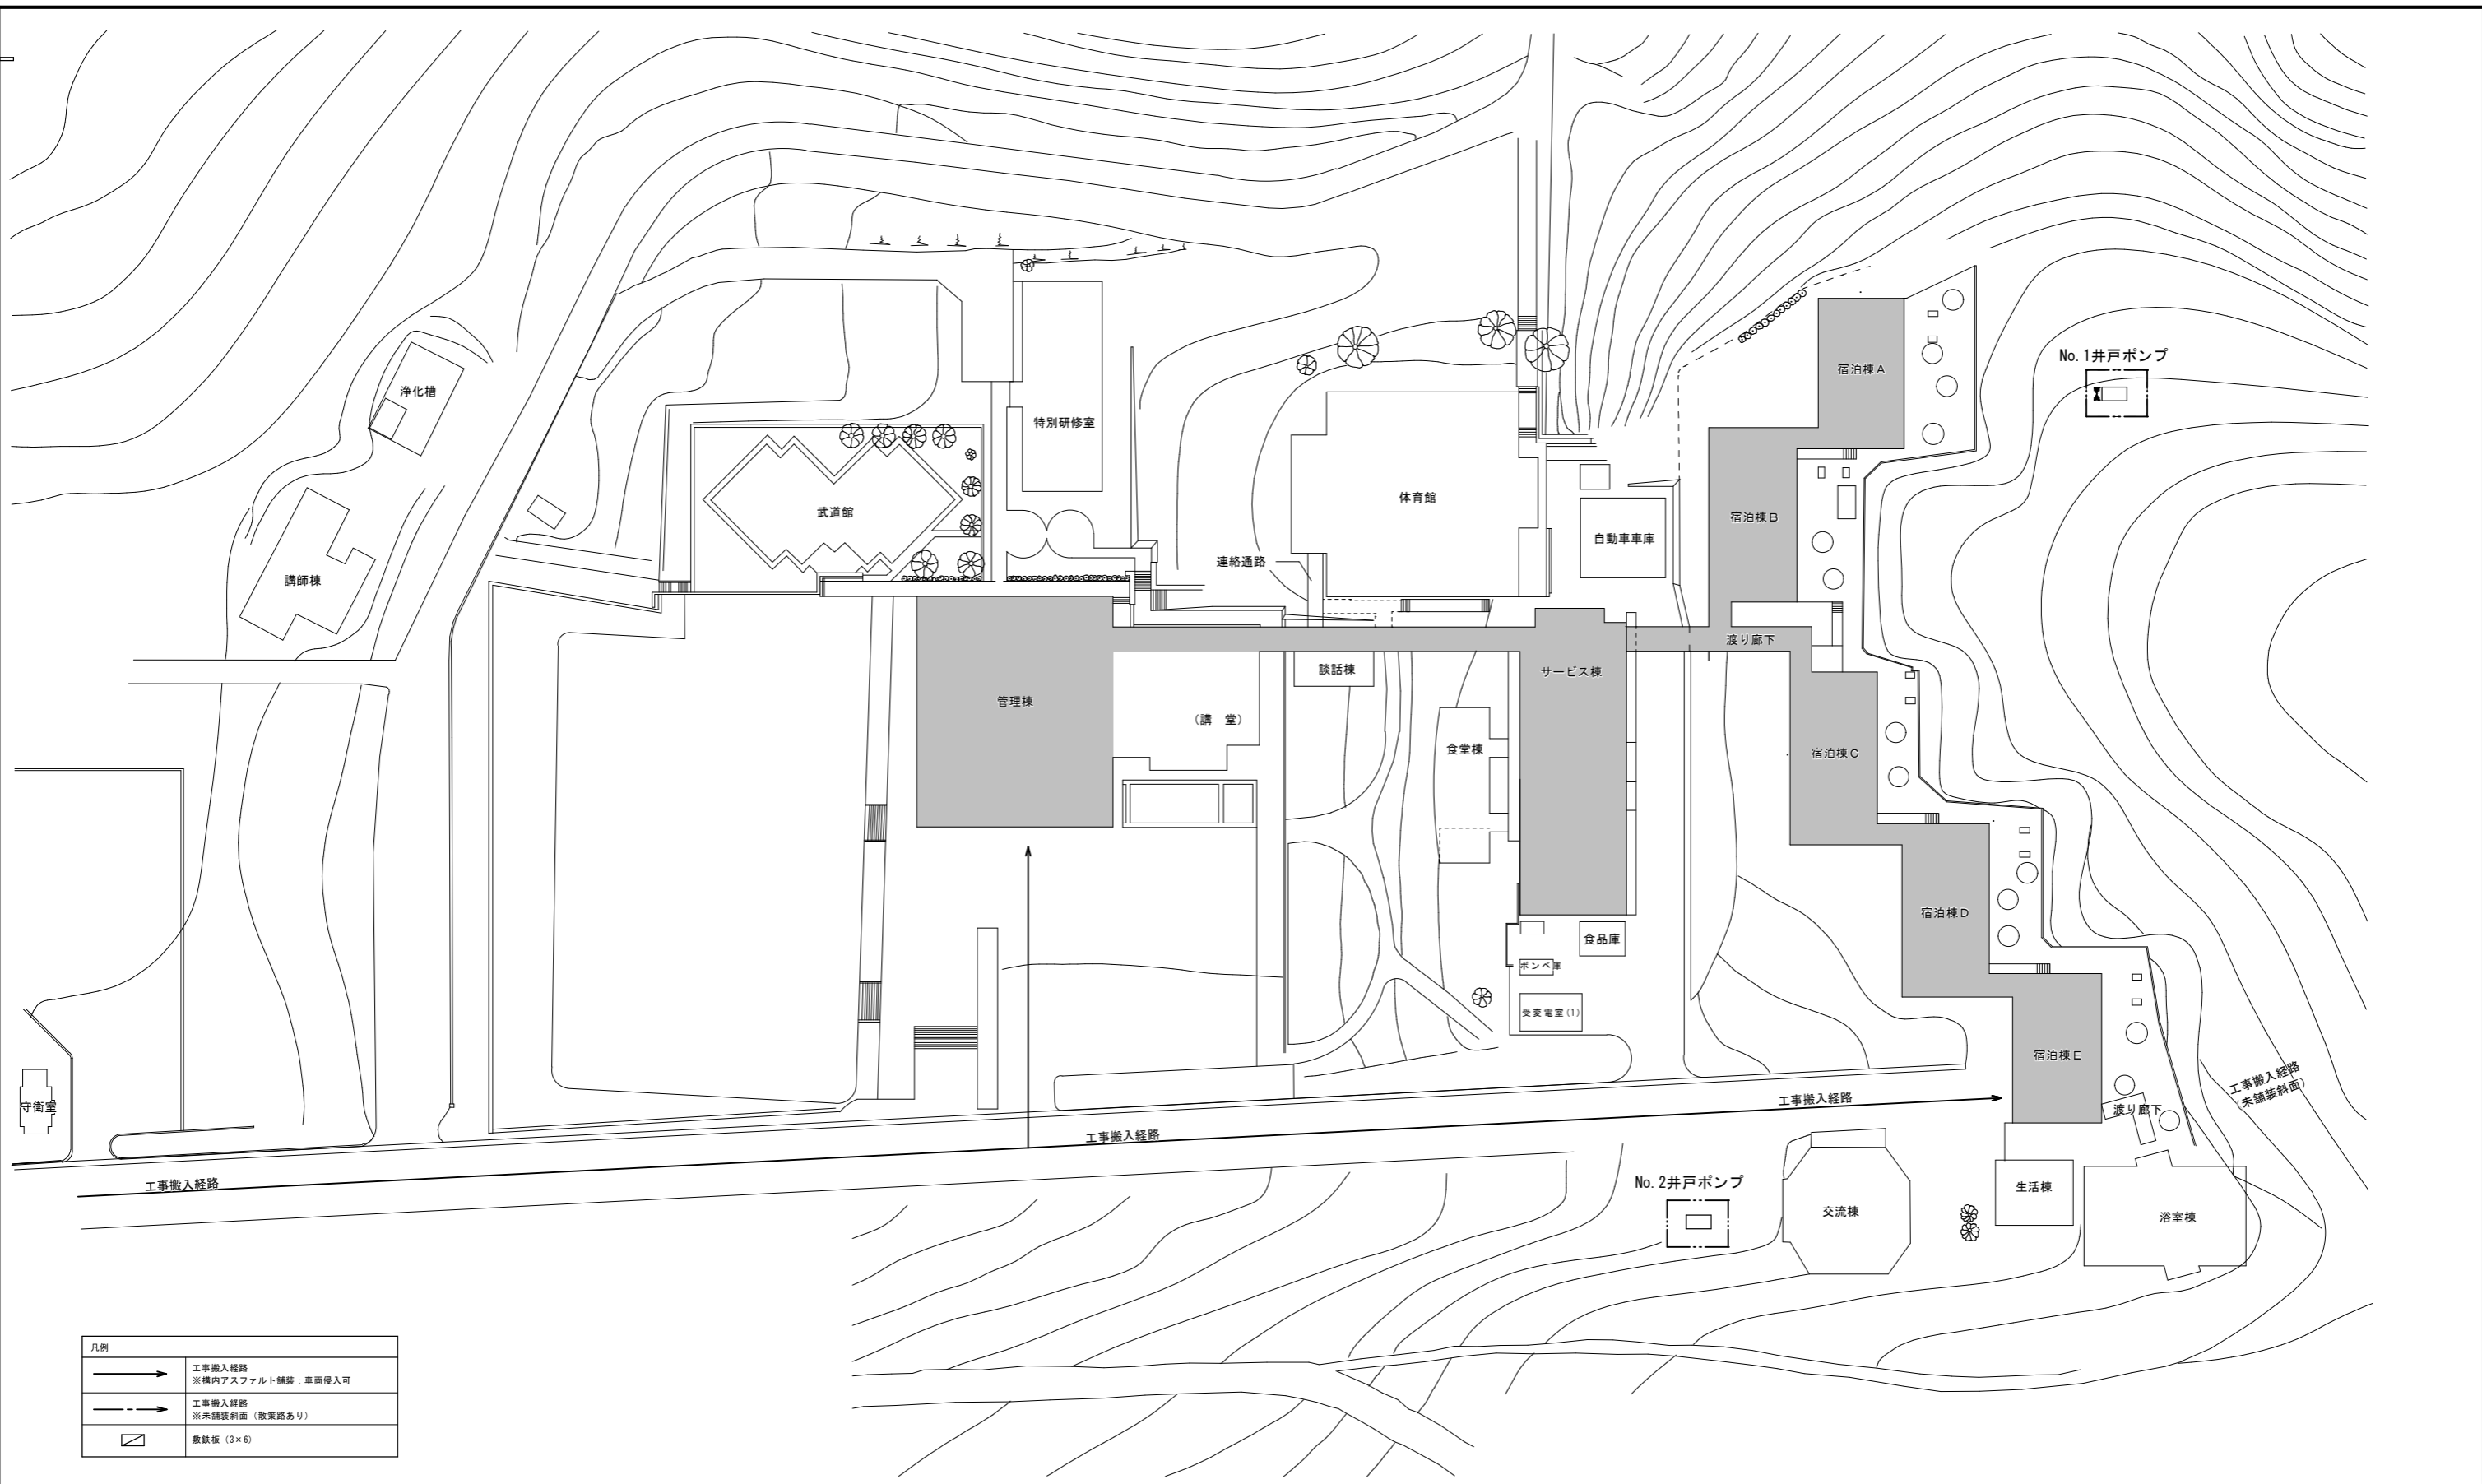 No.1井戸ポンプ
宿泊棟A
浄化槽
特別研修室
体育館
武道館
宿泊棟B
自動車車庫
連絡通路
講師棟
渡り廊下
談話棟
サービス棟
管理棟
(講　堂)
食堂棟
宿泊棟C
宿泊棟D
食品庫
ボンベ庫
受変電室(1)
宿泊棟E
工事搬入経路
(未舗装斜面)
守衛室
工事搬入経路
渡り廊下
工事搬入経路
工事搬入経路
No.2井戸ポンプ
生活棟
交流棟
浴室棟
凡例
工事搬入経路
※構内アスファルト舗装：車両侵入可
工事搬入経路
※未舗装斜面（散策路あり）
敷鉄板（3×6）